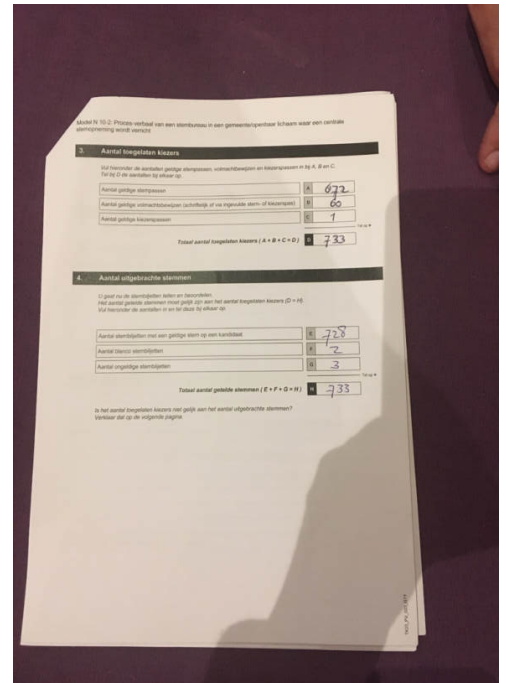 Model N 10-2: Proces-verbaal van een stembureau in een gemeente/openbaar lichaam waar een centrale
stemopneming wordt verricht
3. Aantal toegelaten kiezers
Vul hieronder de aantallen geldige stempassen, volmachtbewijzen en kiezerspassen in bij A, B en C.
Tel bij D de aantallen bij elkaar op.
Aantal geldige stempassen A 672
Aantal geldige volmachtbewijzen (schriftelijk of via ingevulde stem- of kiezerspas) B 60
Aantal geldige kiezerspassen C 1
Tel op
Totaal aantal toegelaten kiezers ( A + B + C = D ) D 733
4. Aantal uitgebrachte stemmen
U gaat nu de stembiljetten tellen en beoordelen.
Het aantal getelde stemmen moet gelijk zijn aan het aantal toegelaten kiezers (D = H).
Vul hieronder de aantallen in en tel deze bij elkaar op.
Aantal stembiljetten met een geldige stem op een kandidaat E 728
Aantal blanco stembiljetten F 2
Aantal ongeldige stembiljetten G 3
Tel op
Totaal aantal getelde stemmen ( E + F + G = H ) H 733
Is het aantal toegelaten kiezers niet gelijk aan het aantal uitgebrachte stemmen?
Verklaar dat op de volgende pagina.